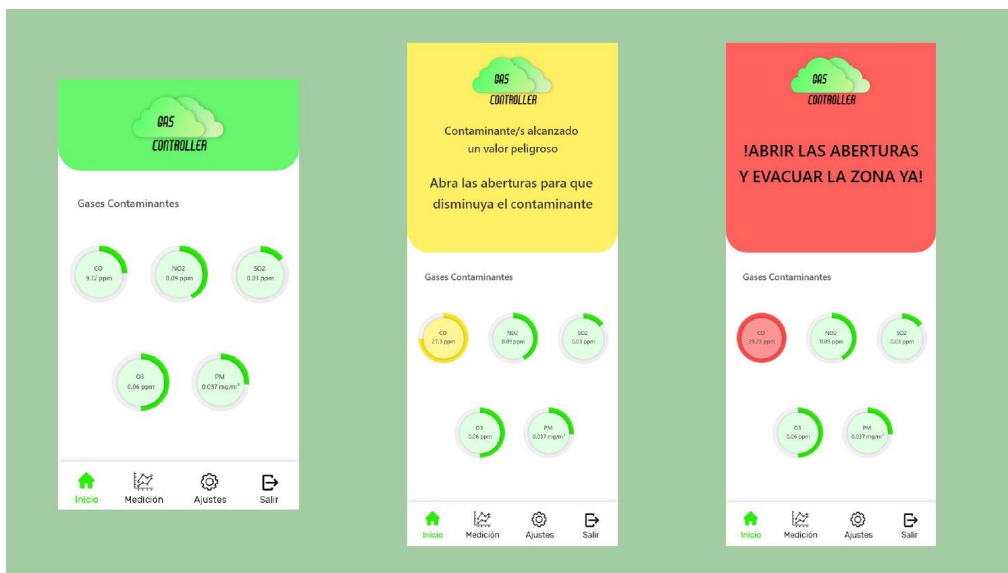 GAS
CONTROLLER
Gases Contaminantes
CO
9.12 ppm
NO2
0.09 ppm
SO2
0.03 ppm
O3
0.06 ppm
PM
0.037 mg/m³
Inicio
Medición
Ajustes
Salir
GAS
CONTROLLER
Contaminante/s alcanzado
un valor peligroso
Abra las aberturas para que
disminuya el contaminante
Gases Contaminantes
CO
27.3 ppm
NO2
0.09 ppm
SO2
0.03 ppm
O3
0.06 ppm
PM
0.037 mg/m³
Inicio
Medición
Ajustes
Salir
GAS
CONTROLLER
!ABRIR LAS ABERTURAS
Y EVACUAR LA ZONA YA!
Gases Contaminantes
CO
ppm
NO2
0.09 ppm
SO2
0.03 ppm
O3
0.06 ppm
PM
0.037 mg/m³
Inicio
Medición
Ajustes
Salir